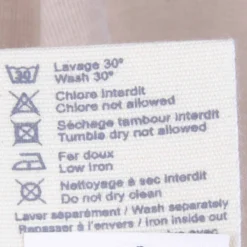 30
Lavage 30°
Wash 30°
Chlore interdit
Chlore not allowed
Séchage tambour interdit
Tumble dry not allowed
Fer doux
Low iron
Nettoyage à sec interdit
Do not dry clean
Laver séparément / Wash separately
Repasser à l'envers / Iron inside out
avec